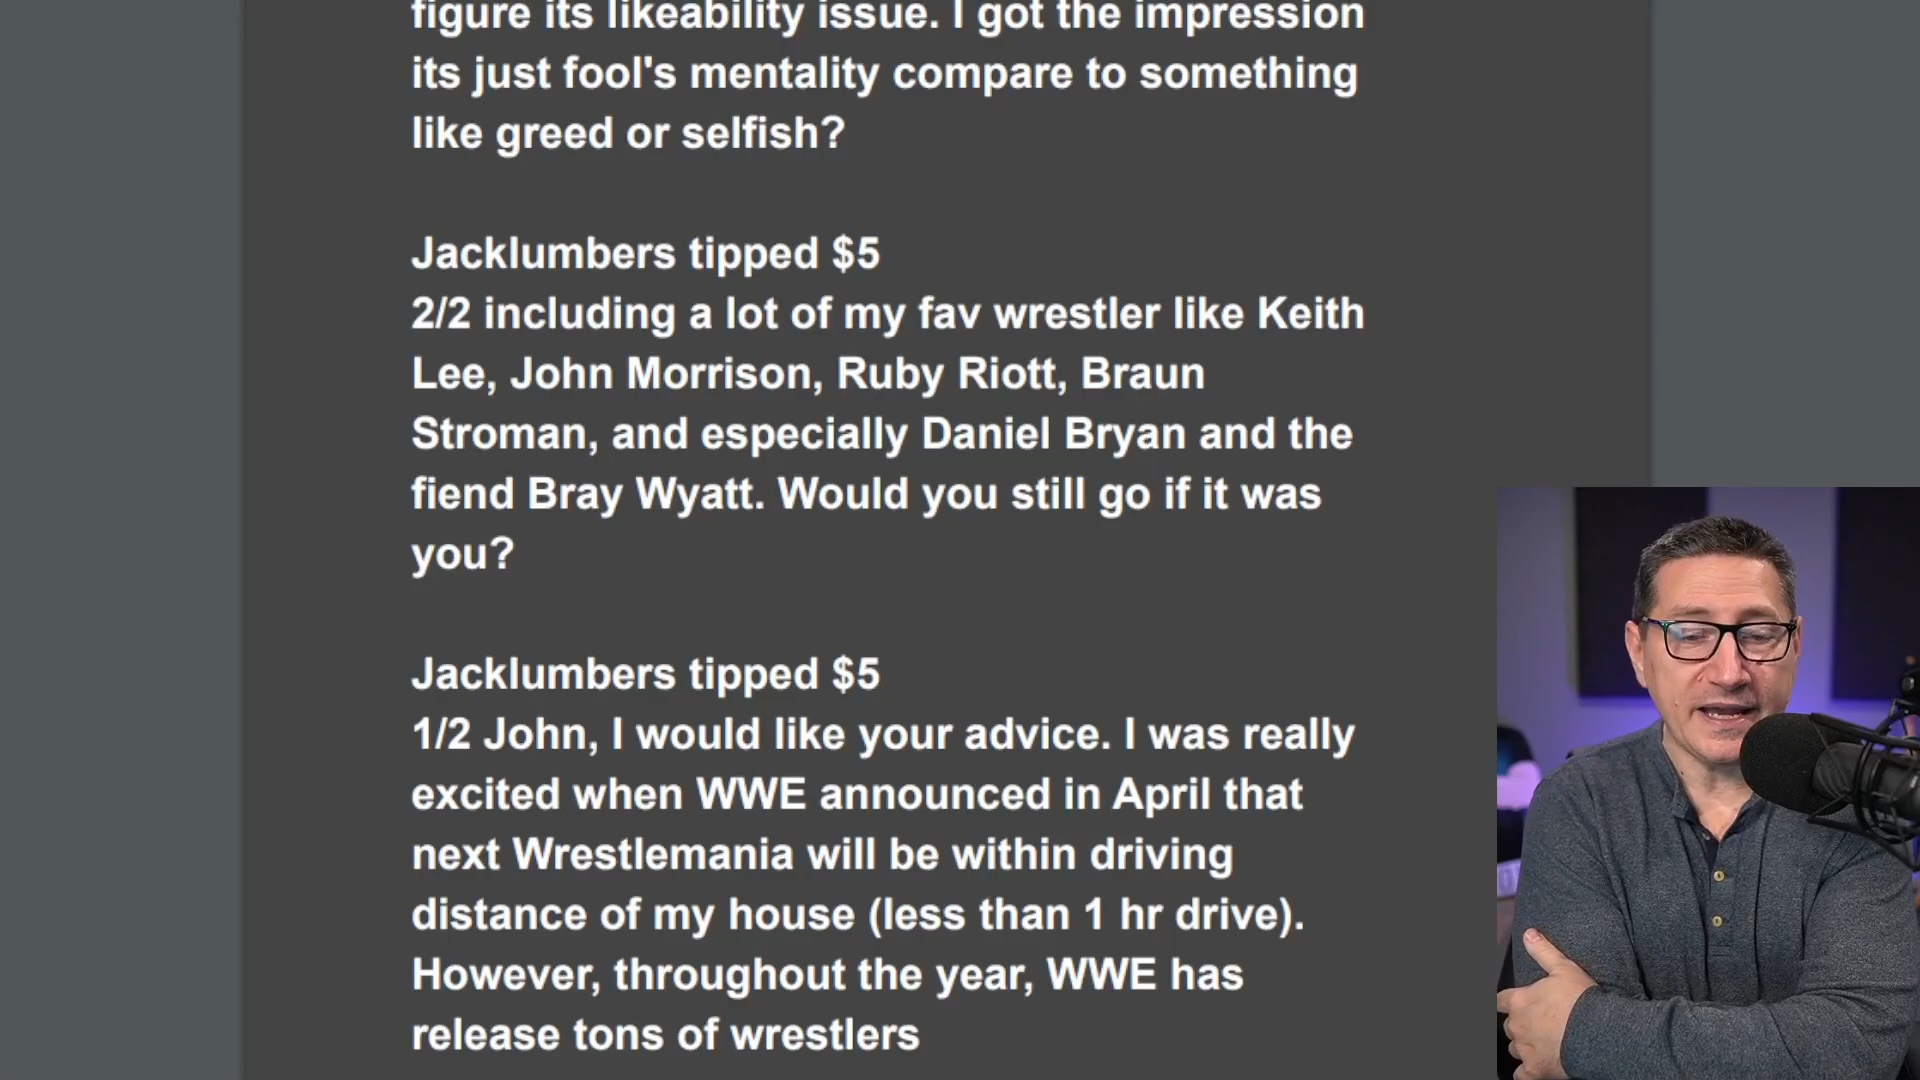 figure its likeability issue. I got the impression
its just fool's mentality compare to something
like greed or selfish?
Jacklumbers tipped $5
2/2 including a lot of my fav wrestler like Keith
Lee, John Morrison, Ruby Riott, Braun
Stroman, and especially Daniel Bryan and the
fiend Bray Wyatt. Would you still go if it was
you?
Jacklumbers tipped $5
1/2 John, I would like your advice. I was really
excited when WWE announced in April that
next Wrestlemania will be within driving
distance of my house (less than 1 hr drive).
However, throughout the year, WWE has
release tons of wrestlers